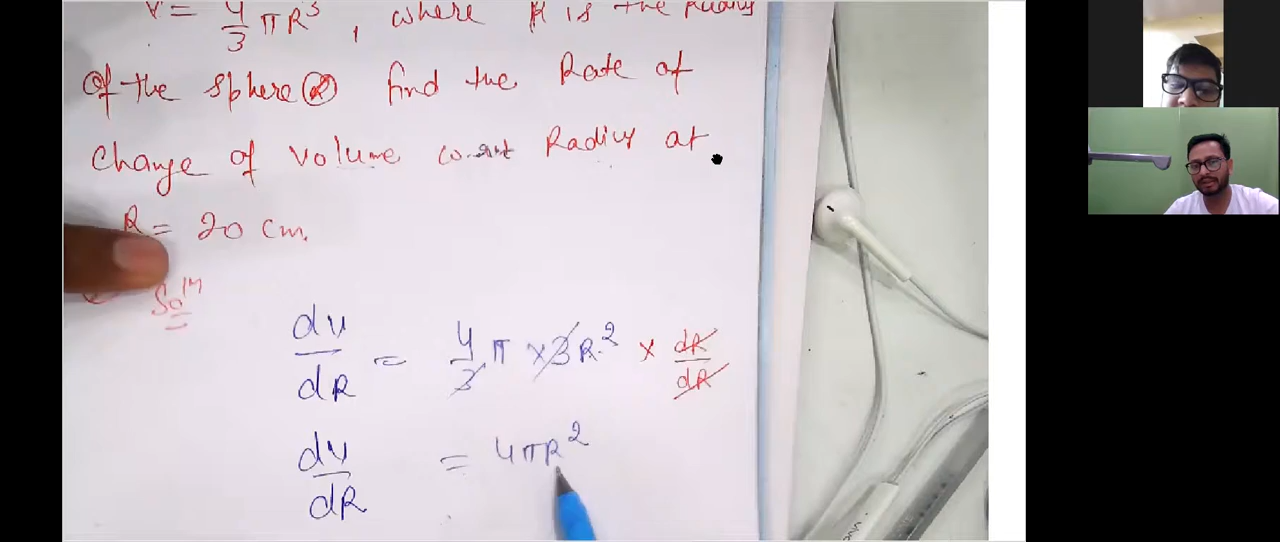 V = 4/3 πR³, where R is the Radius
Of the Sphere R find the Rate of
Change of Volume w.r.t Radius at
R = 20 cm.
Solⁿ
dv/dR = 4/3 π × 3R² × dR/dR
dv/dR = 4πR²